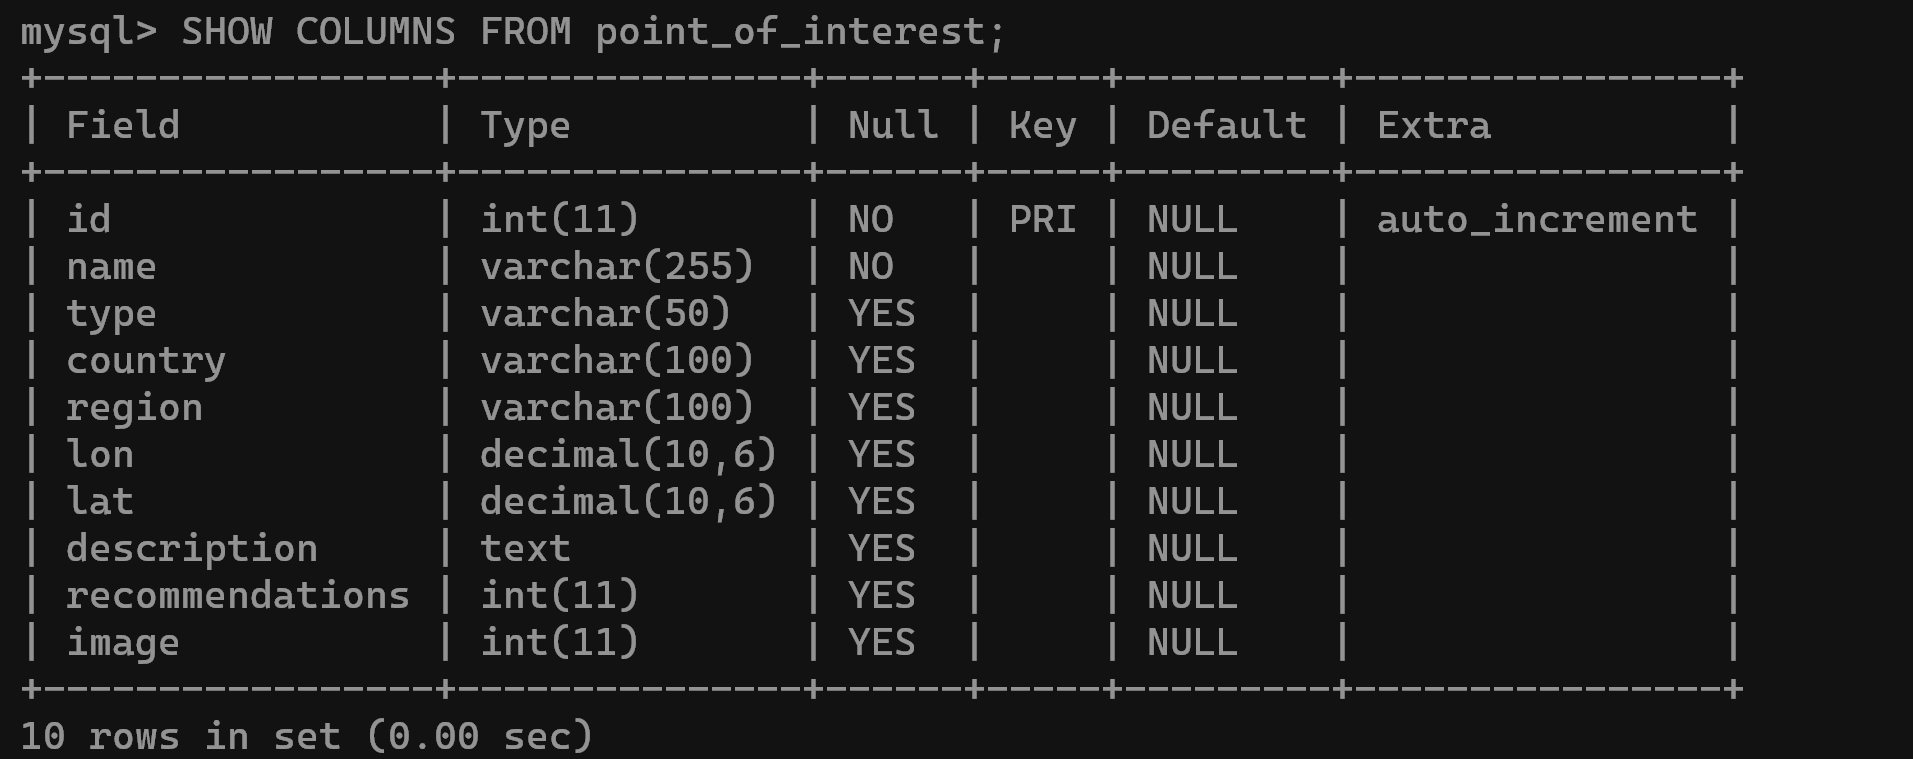 mysql> SHOW COLUMNS FROM point_of_interest;
+-----------------+---------------+------+-----+---------+----------------+
| Field           | Type          | Null | Key | Default | Extra          |
+-----------------+---------------+------+-----+---------+----------------+
| id              | int(11)       | NO   | PRI | NULL    | auto_increment |
| name            | varchar(255)  | NO   |     | NULL    |                |
| type            | varchar(50)   | YES  |     | NULL    |                |
| country         | varchar(100)  | YES  |     | NULL    |                |
| region          | varchar(100)  | YES  |     | NULL    |                |
| lon             | decimal(10,6) | YES  |     | NULL    |                |
| lat             | decimal(10,6) | YES  |     | NULL    |                |
| description     | text          | YES  |     | NULL    |                |
| recommendations | int(11)       | YES  |     | NULL    |                |
| image           | int(11)       | YES  |     | NULL    |                |
+-----------------+---------------+------+-----+---------+----------------+
10 rows in set (0.00 sec)